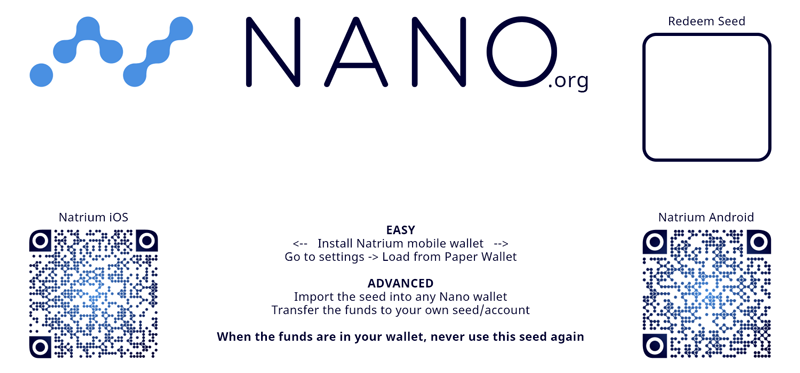 NANO.org
Redeem Seed
Natrium iOS
Natrium Android
EASY
<-- Install Natrium mobile wallet -->
Go to settings -> Load from Paper Wallet
ADVANCED
Import the seed into any Nano wallet
Transfer the funds to your own seed/account
When the funds are in your wallet, never use this seed again